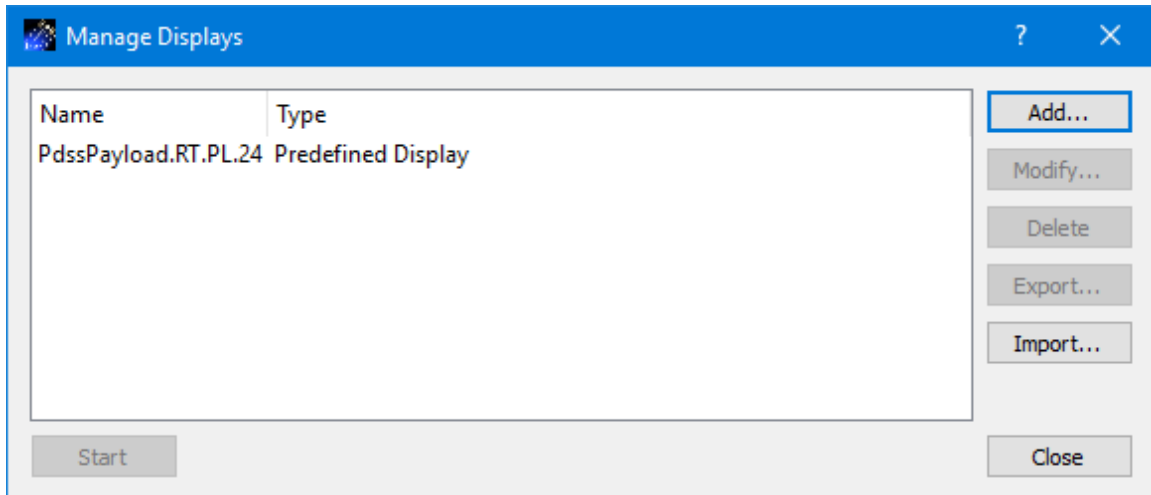 Manage Displays
?
Name Type
PdssPayload.RT.PL.24 Predefined Display
Add...
Modify...
Delete
Export...
Import...
Start
Close